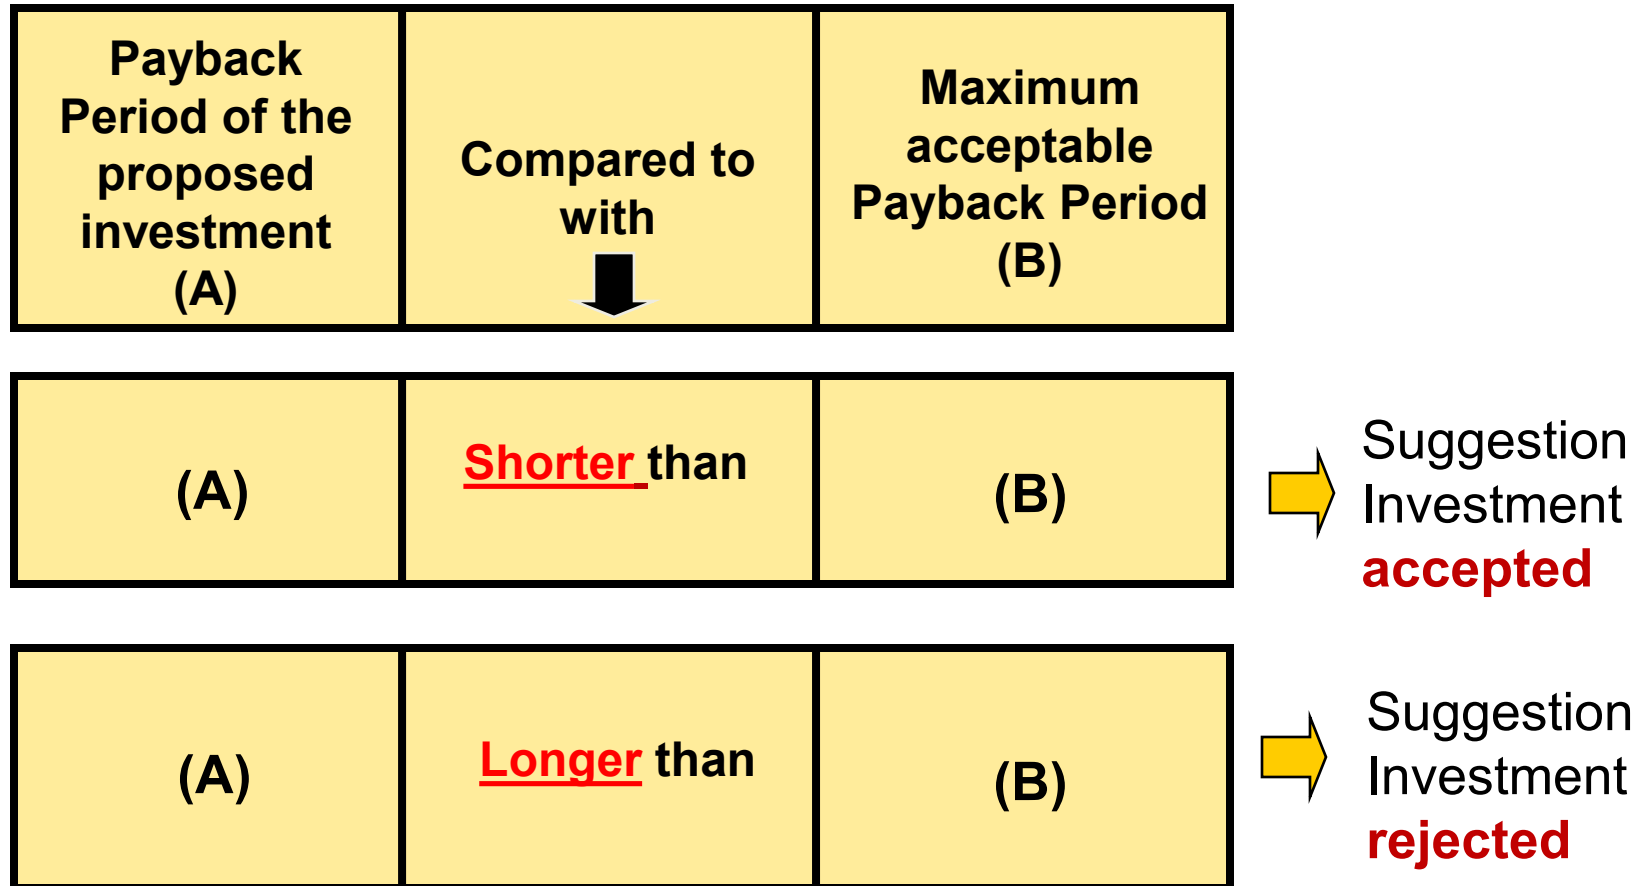 Payback
Period of the
proposed
investment
(A)
Compared to
with
Maximum
acceptable
Payback Period
(B)
(A)
Shorter than
(B)
Suggestion
Investment
accepted
(A)
Longer than
(B)
Suggestion
Investment
rejected